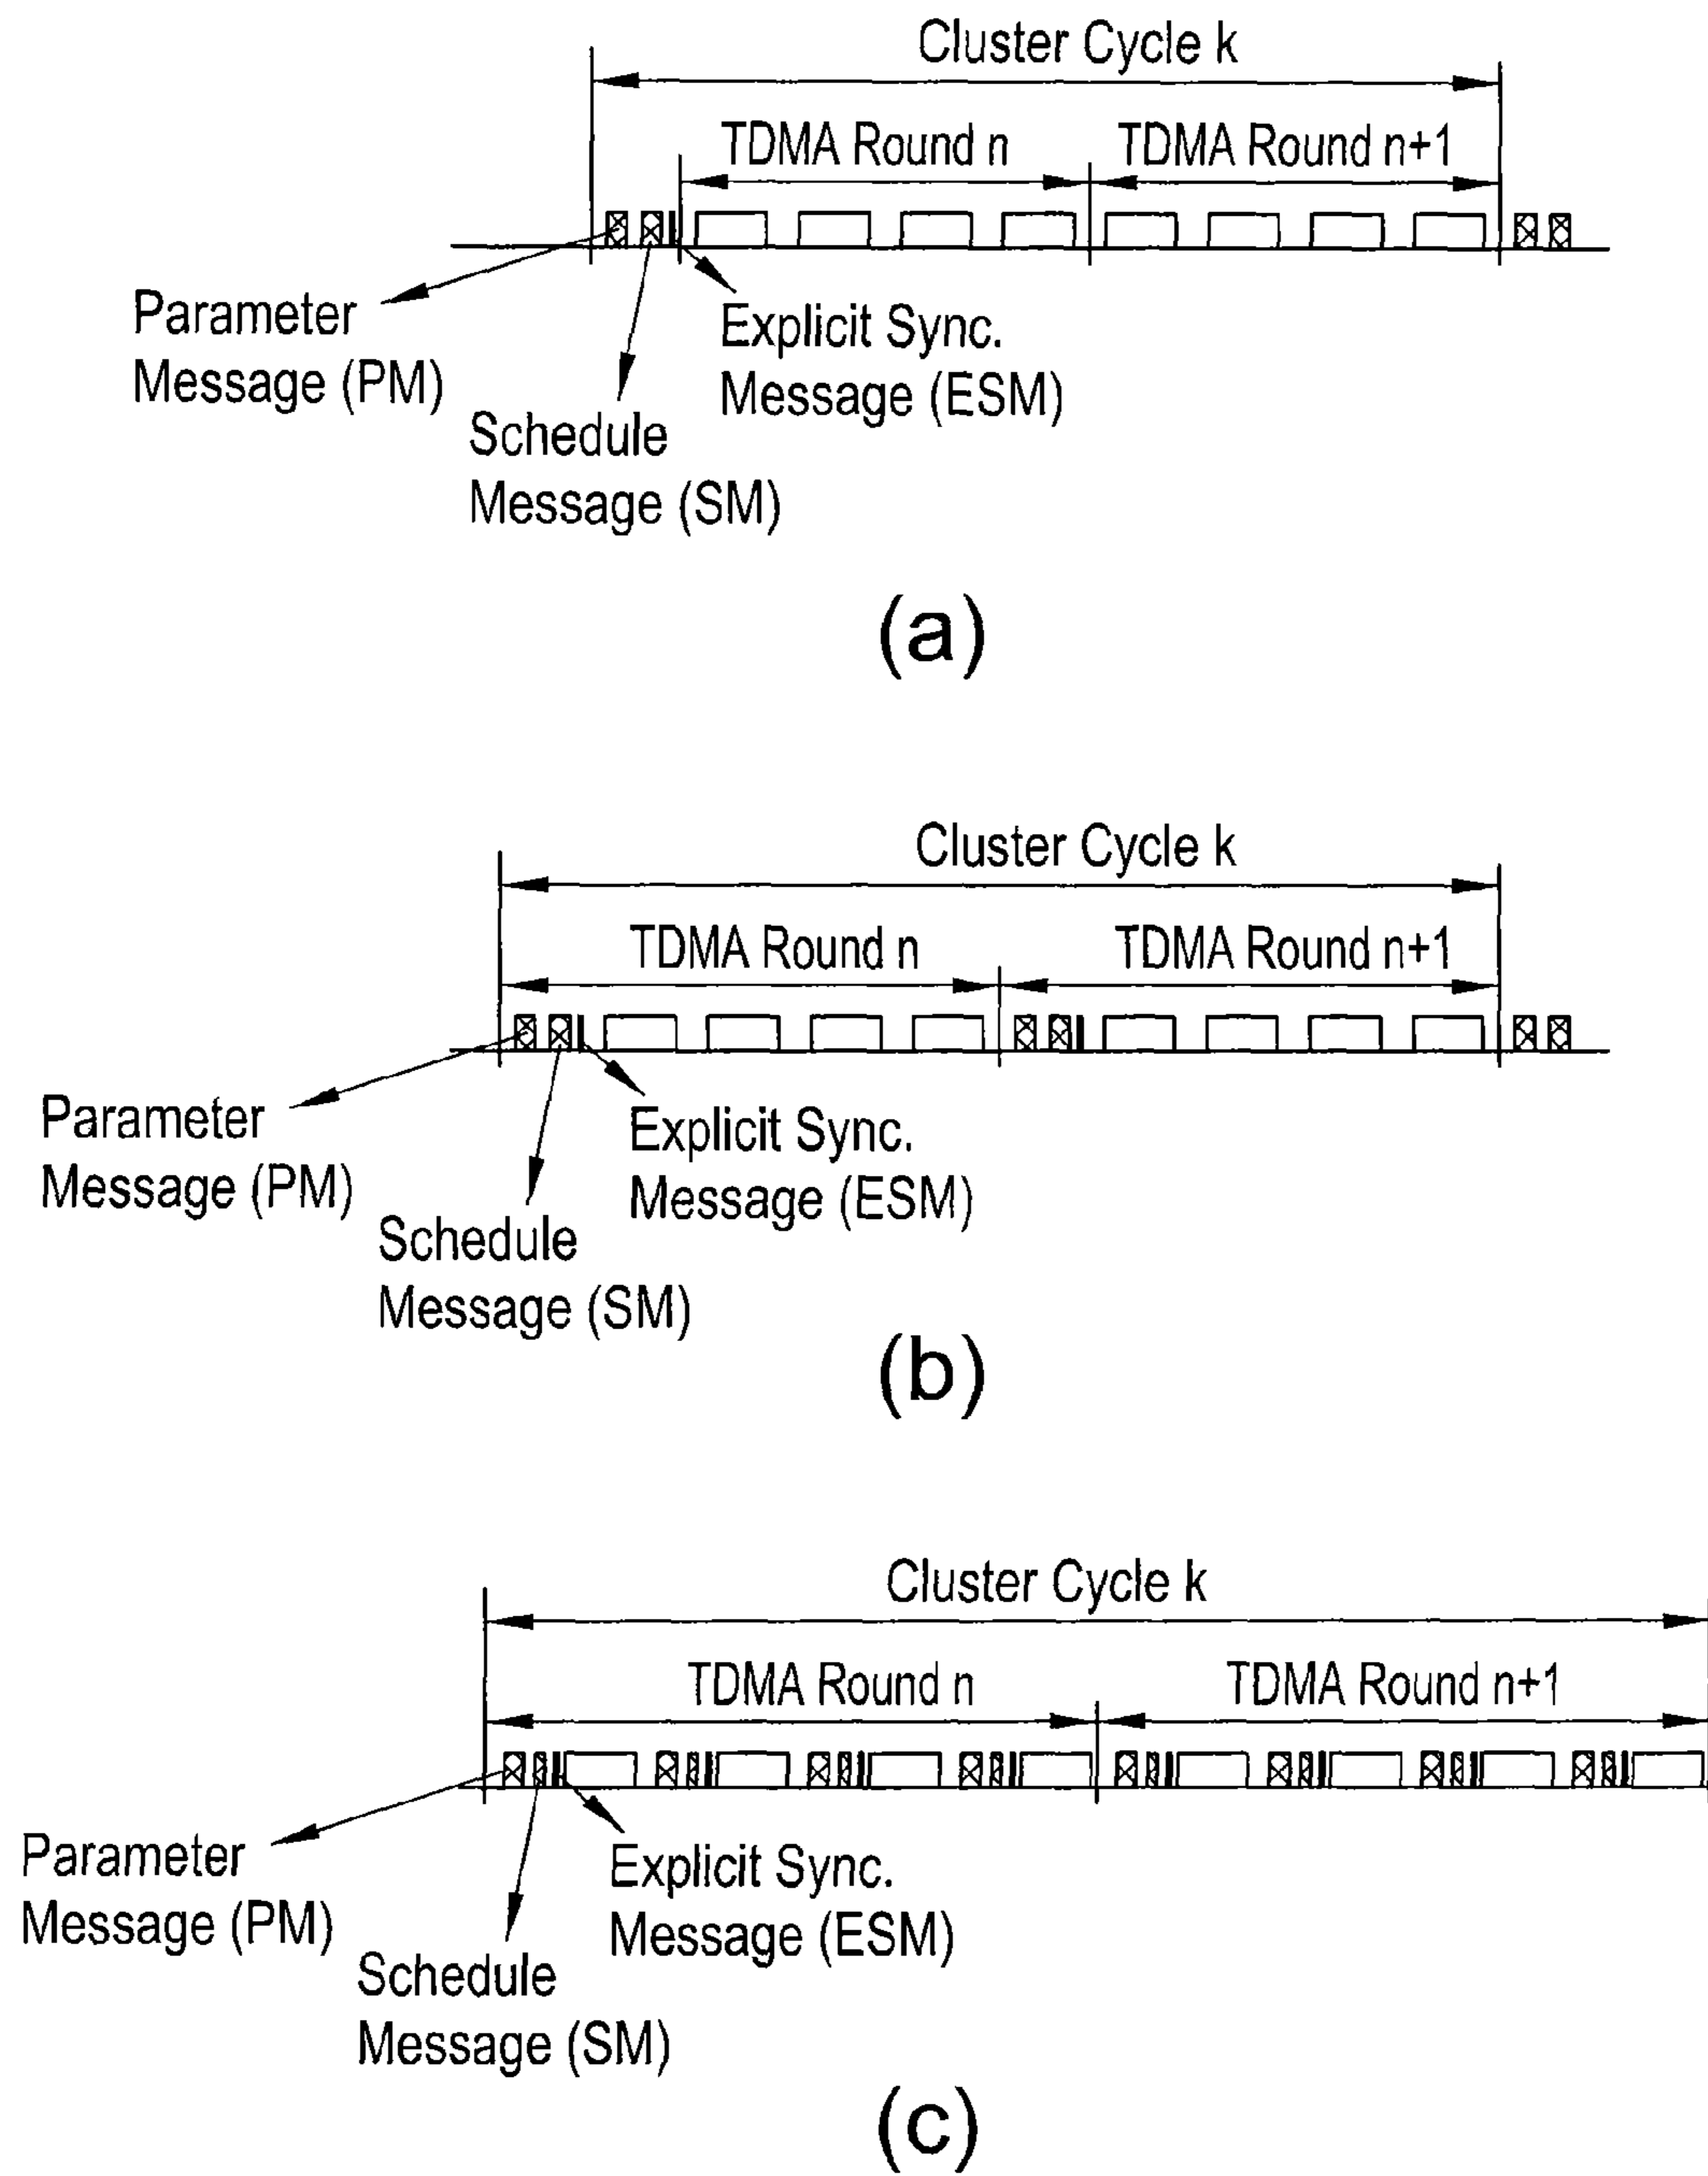 Cluster Cycle k
TDMA Round n
TDMA Round n+1
Parameter
Message (PM)
Explicit Sync.
Message (ESM)
Schedule
Message (SM)
(a)
Cluster Cycle k
TDMA Round n
TDMA Round n+1
Parameter
Message (PM)
Explicit Sync.
Message (ESM)
Schedule
Message (SM)
(b)
Cluster Cycle k
TDMA Round n
TDMA Round n+1
Parameter
Message (PM)
Explicit Sync.
Message (ESM)
Schedule
Message (SM)
(c)